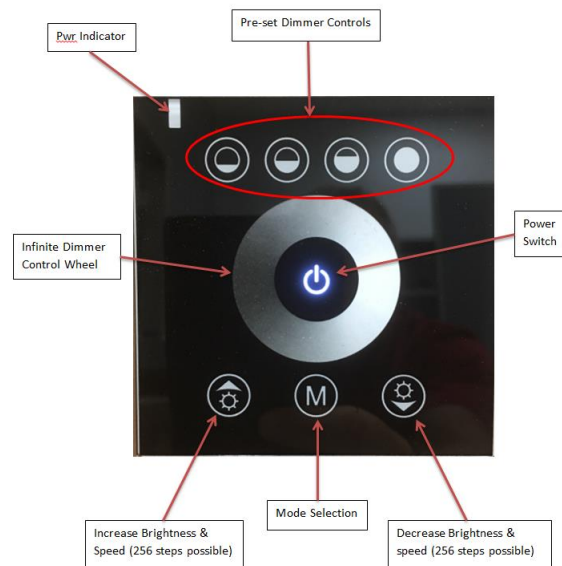 Pre-set Dimmer Controls
Pwr Indicator
Infinite Dimmer
Control Wheel
Power
Switch
M
Mode Selection
Increase Brightness &
Speed (256 steps possible)
Decrease Brightness &
speed (256 steps possible)